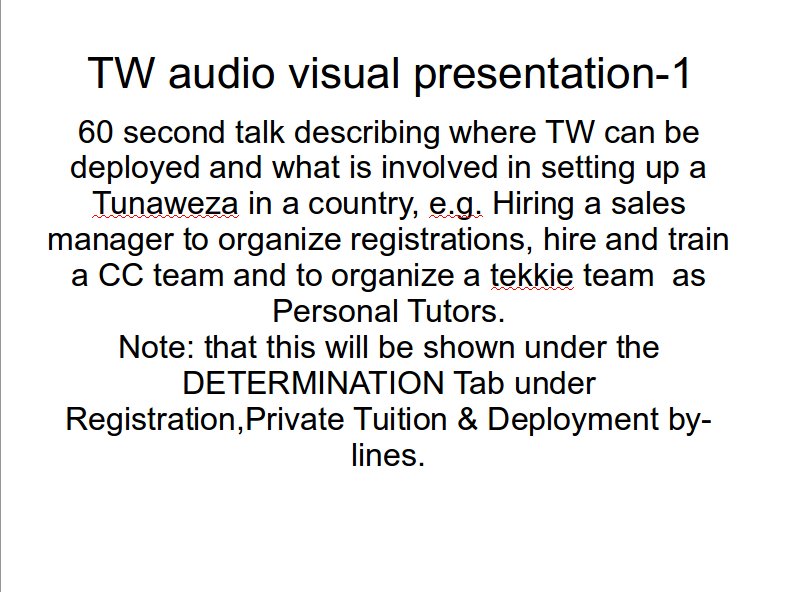 TW audio visual presentation-1
60 second talk describing where TW can be
deployed and what is involved in setting up a
Tunaweza in a country, e.g. Hiring a sales
manager to organize registrations, hire and train
a CC team and to organize a tekkie team  as
Personal Tutors.
Note: that this will be shown under the
DETERMINATION Tab under
Registration,Private Tuition & Deployment by-
lines.